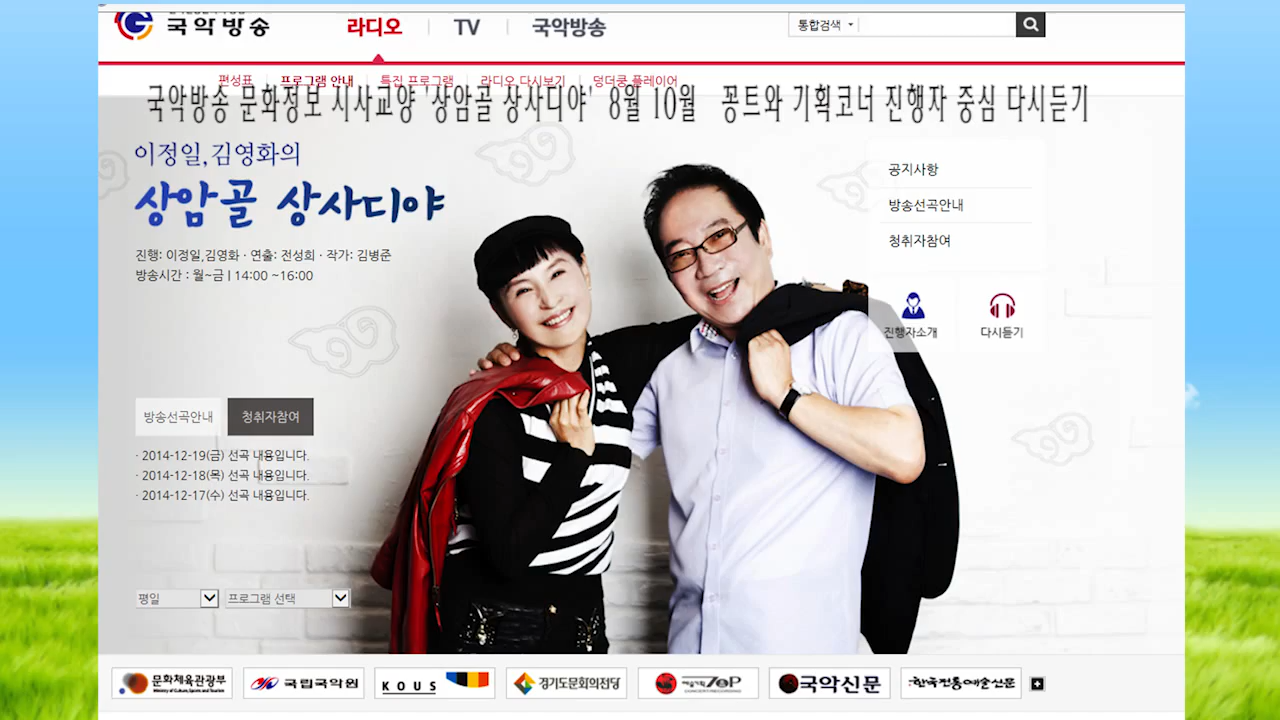 국악방송
라디오 TV 국악방송
통합검색
편성표 프로그램 안내 특집 프로그램 라디오 다시보기 덩더쿵 플레이어
국악방송 문화정보 시사교양 '상암골 상사디야' 8월 10월 꽁트와 기획코너 진행자 중심 다시듣기
이정일,김영화의
상암골 상사디야
진행: 이정일,김영화 · 연출: 전성희 · 작가: 김병준
방송시간 : 월~금 | 14:00 ~16:00
공지사항
방송선곡안내
청취자참여
진행자소개 다시듣기
방송선곡안내 청취자참여
· 2014-12-19(금) 선곡 내용입니다.
· 2014-12-18(목) 선곡 내용입니다.
· 2014-12-17(수) 선곡 내용입니다.
평일 프로그램 선택
문화체육관광부
Ministry of Culture, Sports and Tourism
국립국악원
KOUS
경기도문화의전당
국악신문
한국전통예술신문